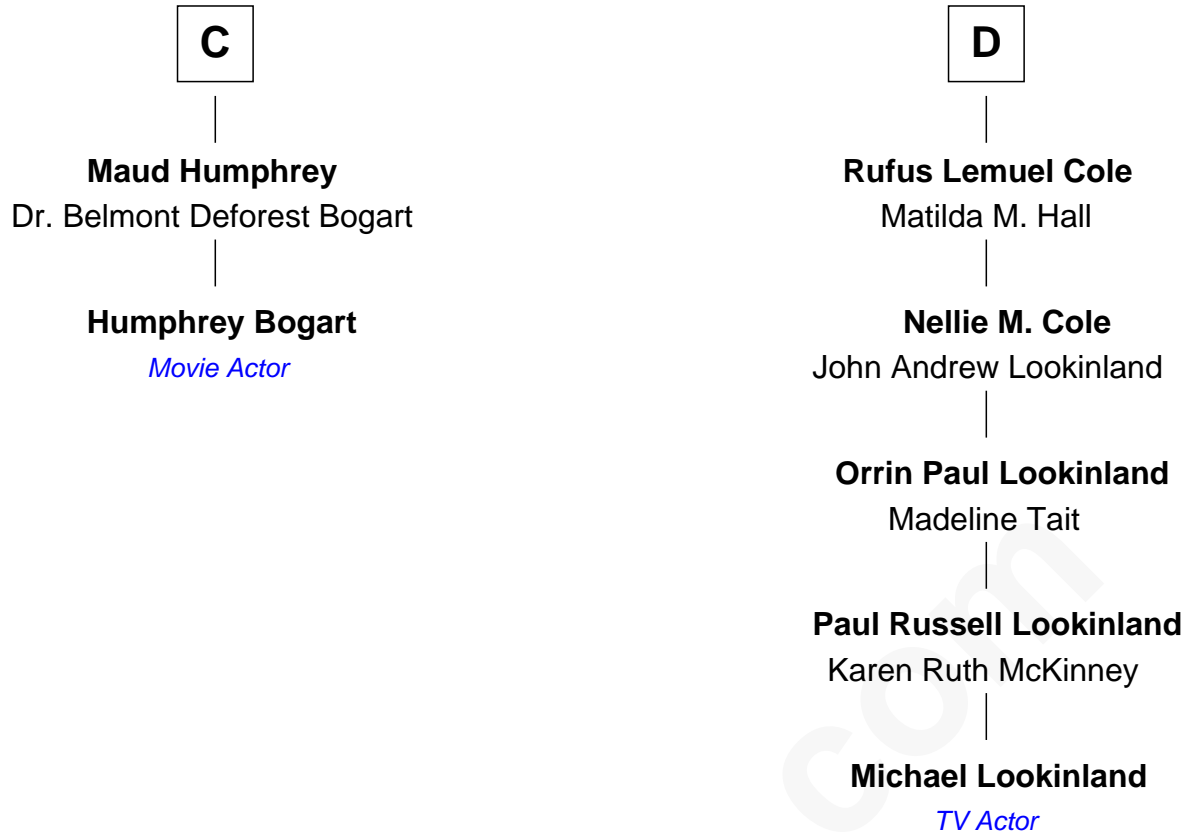 C
Maud Humphrey
Dr. Belmont Deforest Bogart
Humphrey Bogart
Movie Actor
D
Rufus Lemuel Cole
Matilda M. Hall
Nellie M. Cole
John Andrew Lookinland
Orrin Paul Lookinland
Madeline Tait
Paul Russell Lookinland
Karen Ruth McKinney
Michael Lookinland
TV Actor
com